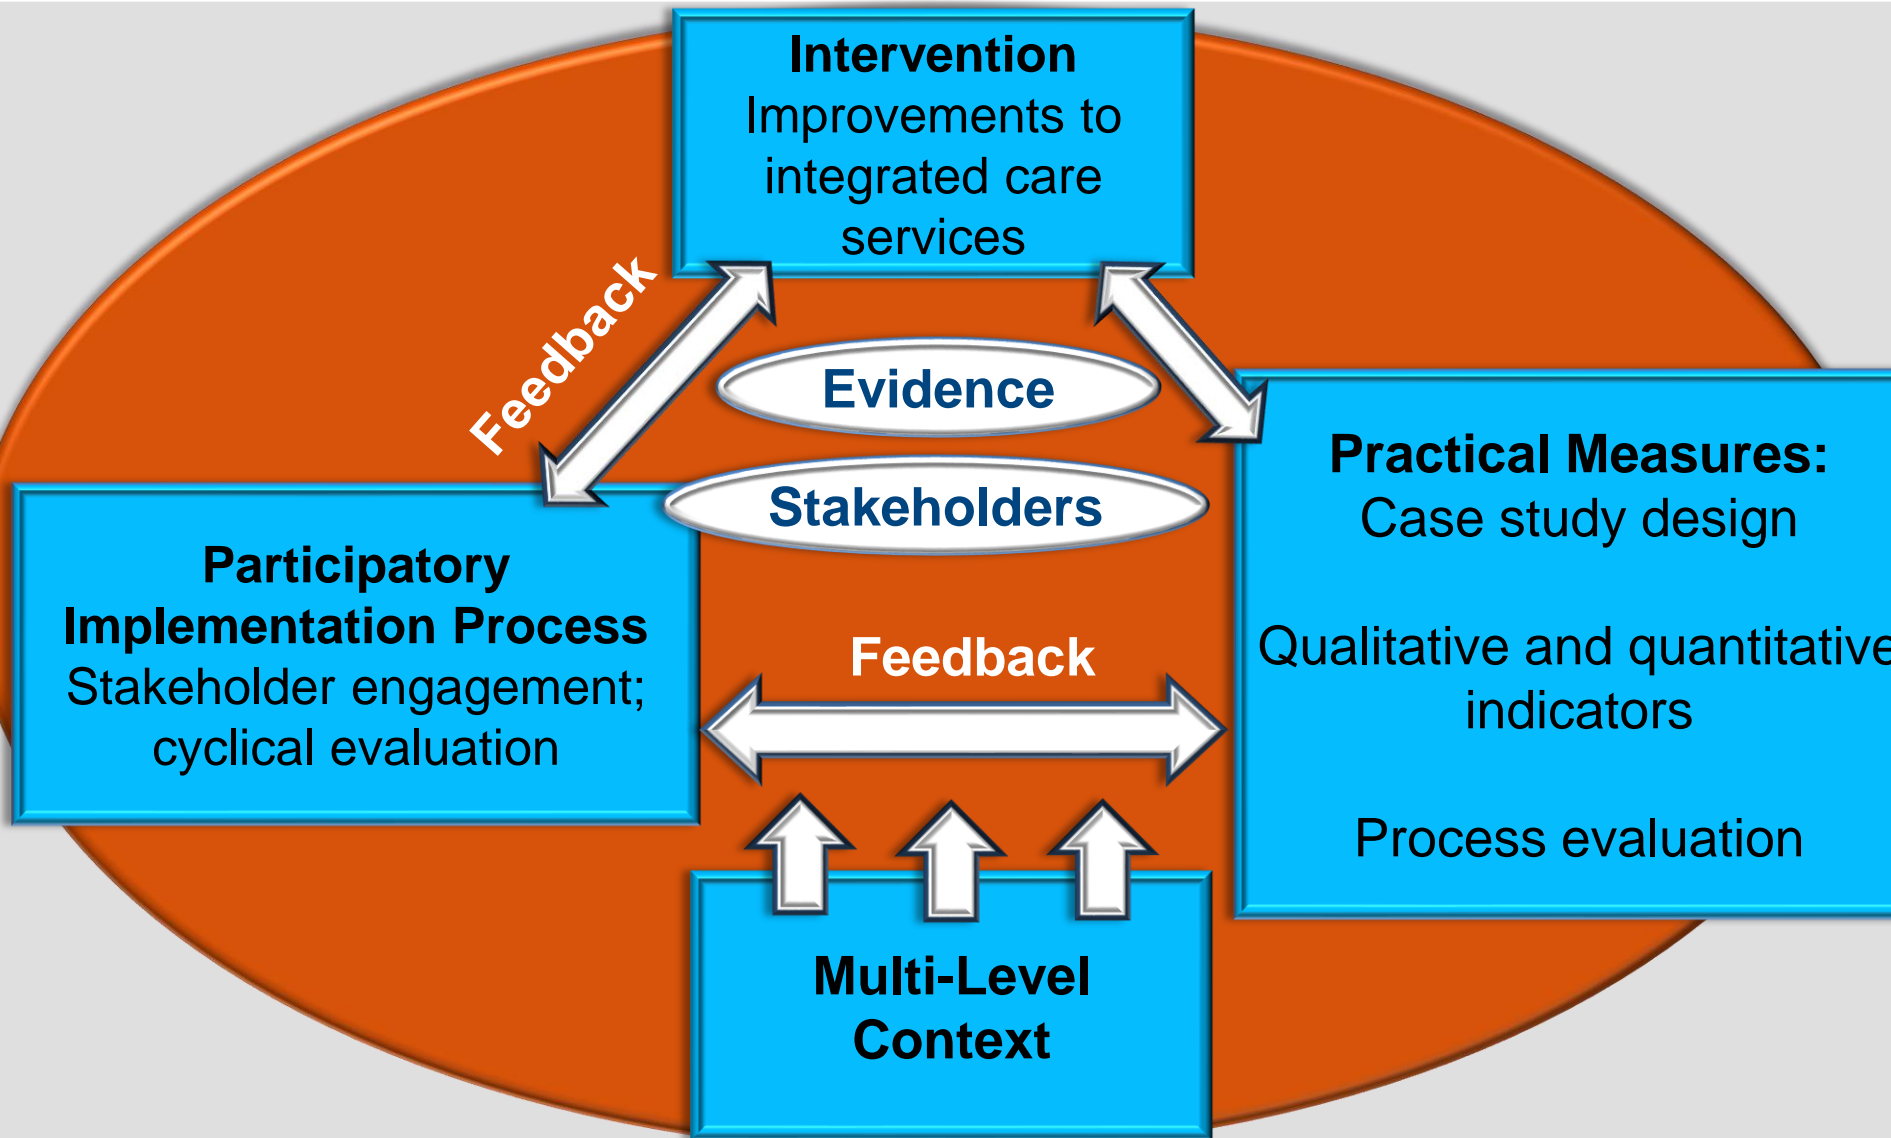 Intervention
Improvements to
integrated care
services
Feedback
Evidence
Stakeholders
Participatory
Implementation Process
Stakeholder engagement;
cyclical evaluation
Feedback
Practical Measures:
Case study design
Qualitative and quantitative
indicators
Process evaluation
Multi-Level
Context